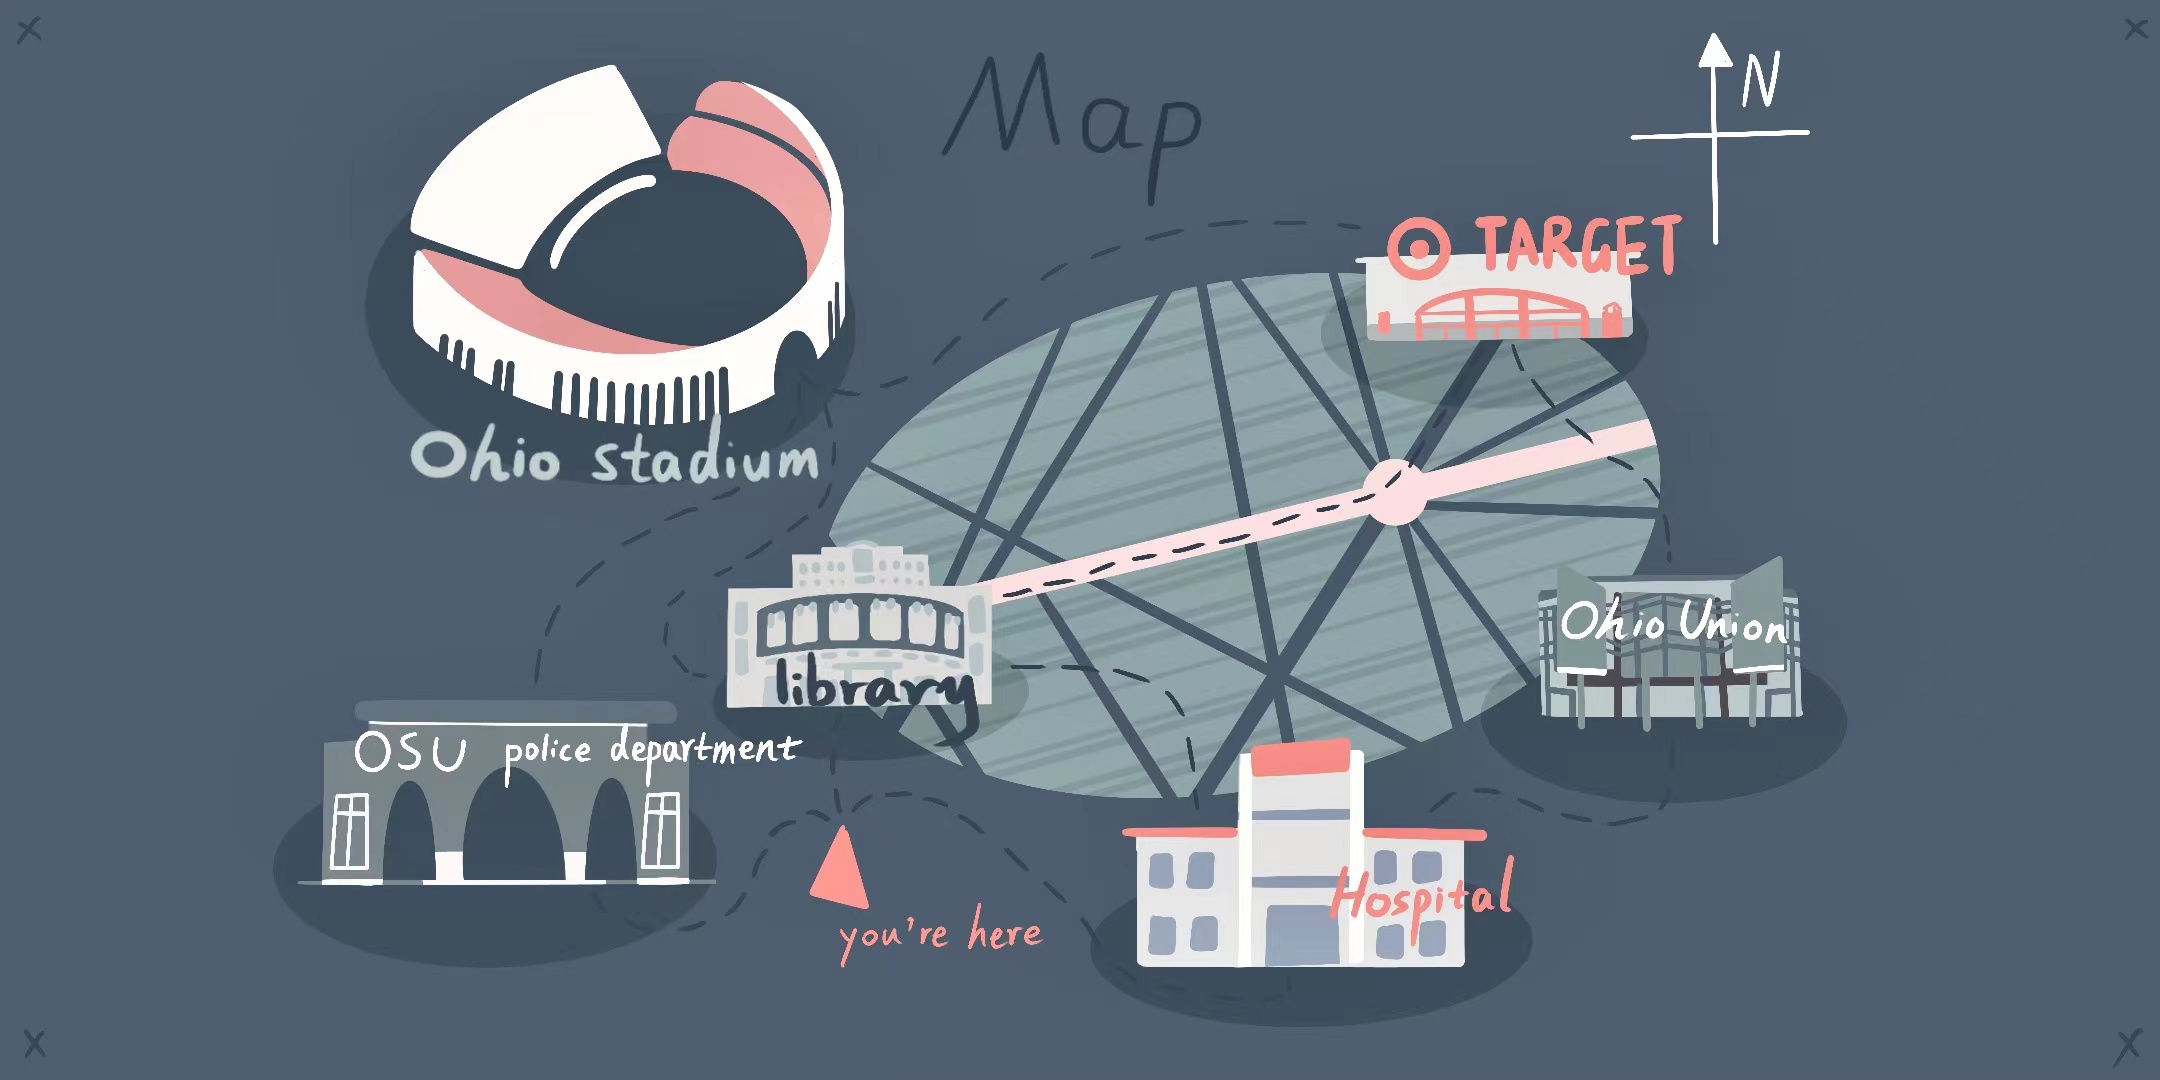 Map
N
TARGET
Ohio stadium
Ohio Union
library
OSU police department
Hospital
you're here